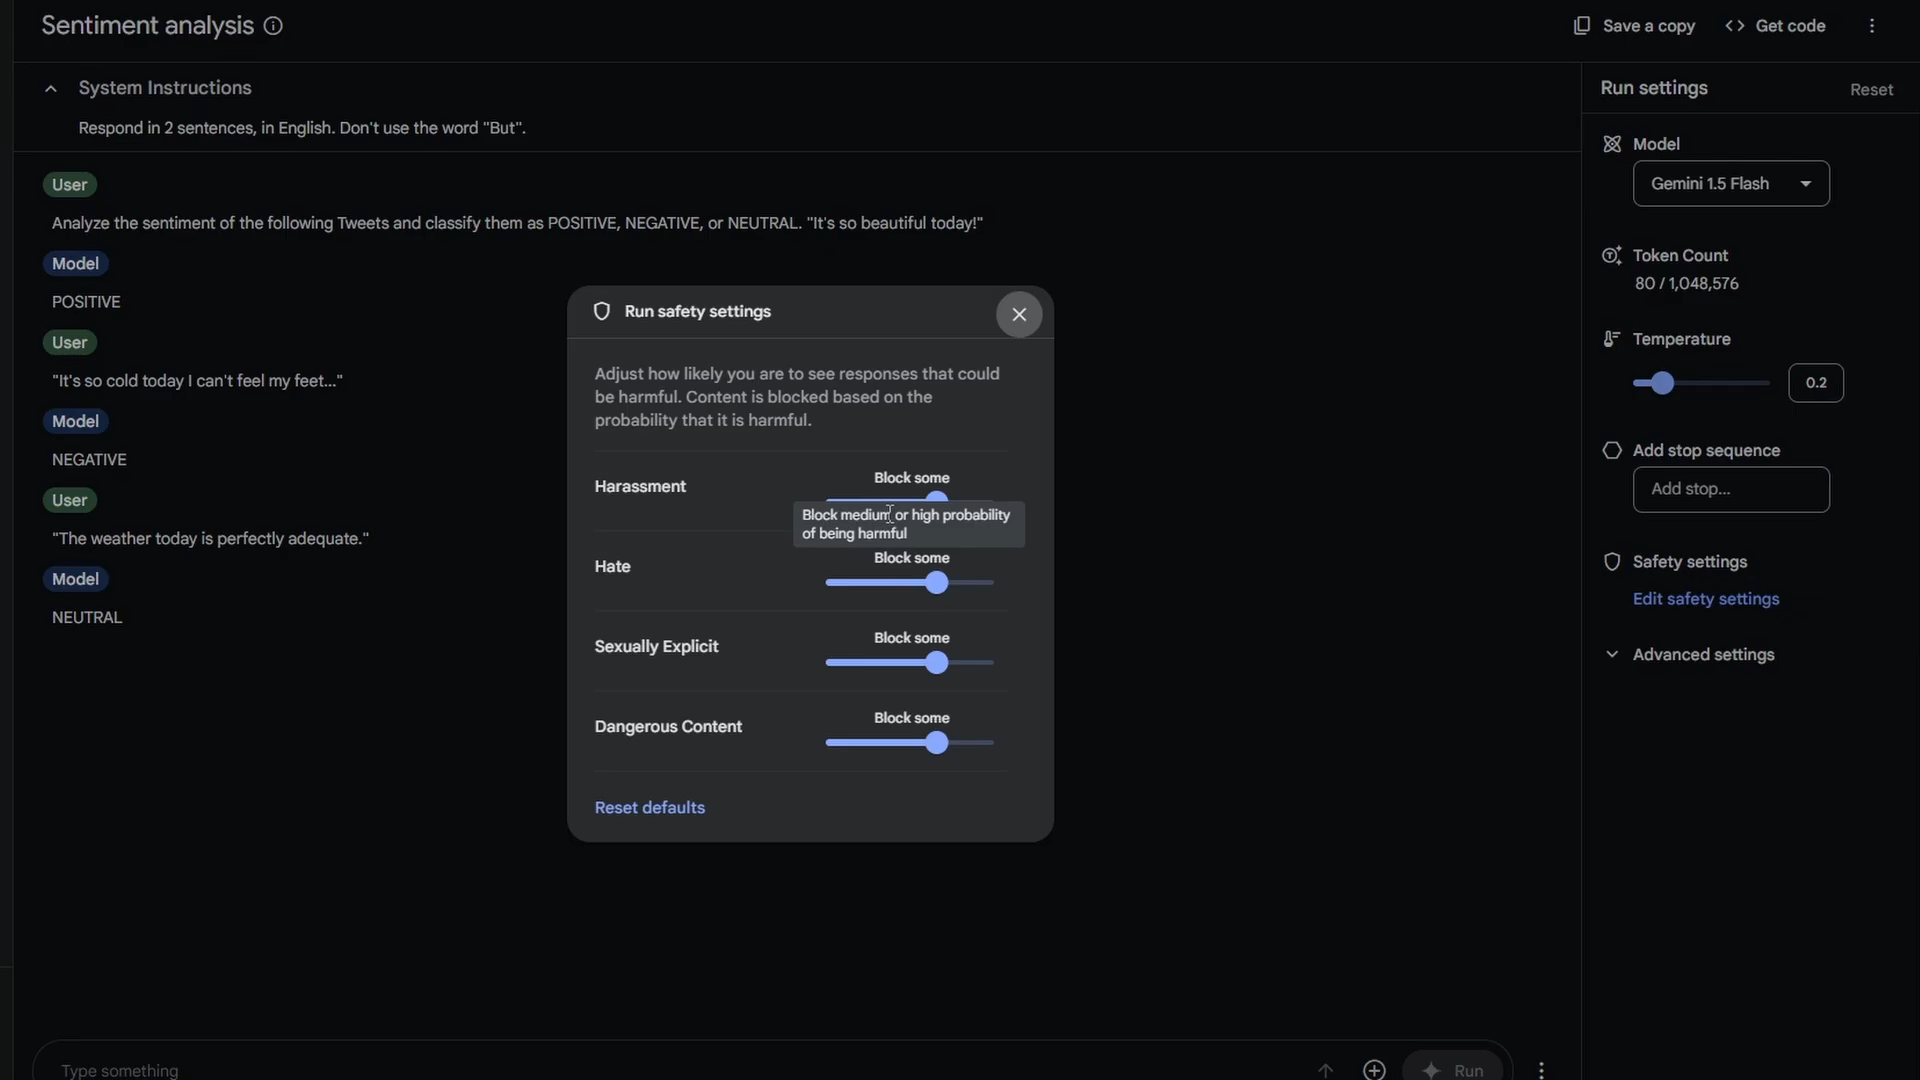 Sentiment analysis
Save a copy
Get code
System Instructions
Respond in 2 sentences, in English. Don't use the word "But".
User
Analyze the sentiment of the following Tweets and classify them as POSITIVE, NEGATIVE, or NEUTRAL. "It's so beautiful today!"
Model
POSITIVE
User
"It's so cold today I can't feel my feet..."
Model
NEGATIVE
User
"The weather today is perfectly adequate."
Model
NEUTRAL
Run safety settings
Adjust how likely you are to see responses that could
be harmful. Content is blocked based on the
probability that it is harmful.
Harassment
Block some
Block medium or high probability
of being harmful
Hate
Block some
Sexually Explicit
Block some
Dangerous Content
Block some
Reset defaults
Run settings
Reset
Model
Gemini 1.5 Flash
Token Count
80 / 1,048,576
Temperature
0.2
Add stop sequence
Add stop...
Safety settings
Edit safety settings
Advanced settings
Type something
Run